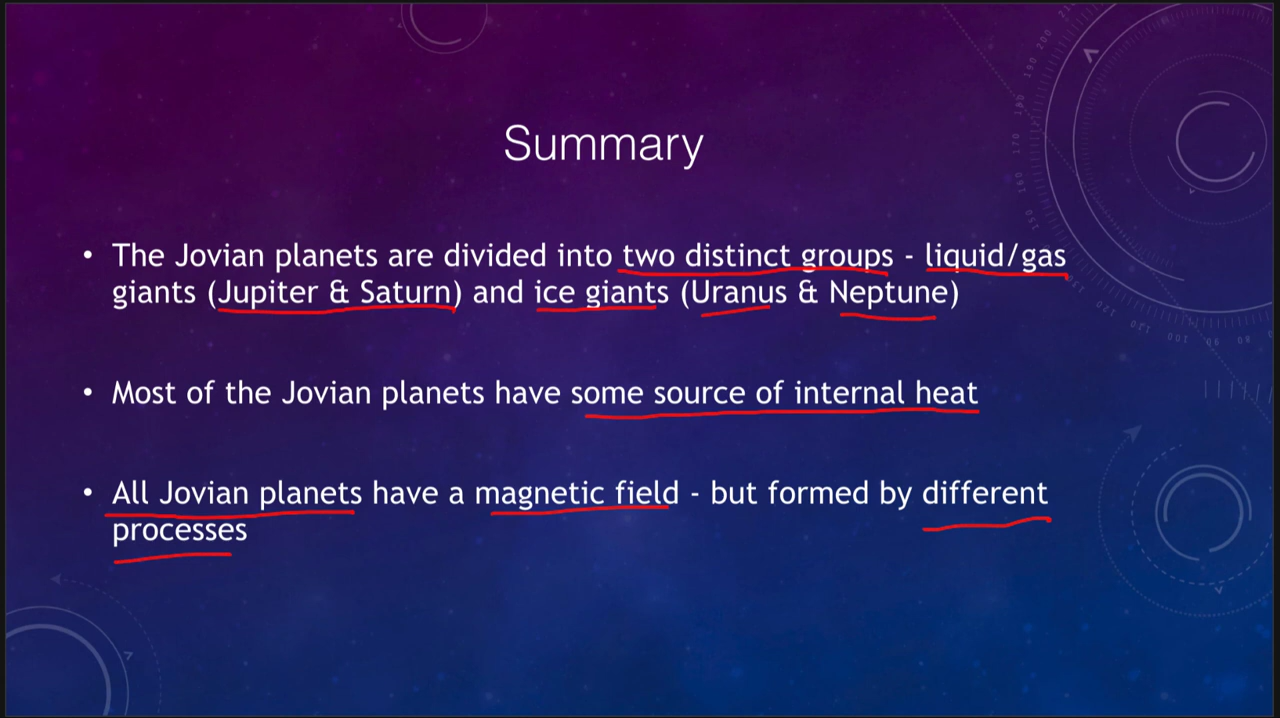 Summary
• The Jovian planets are divided into two distinct groups - liquid/gas
giants (Jupiter & Saturn) and ice giants (Uranus & Neptune)
• Most of the Jovian planets have some source of internal heat
• All Jovian planets have a magnetic field - but formed by different
processes